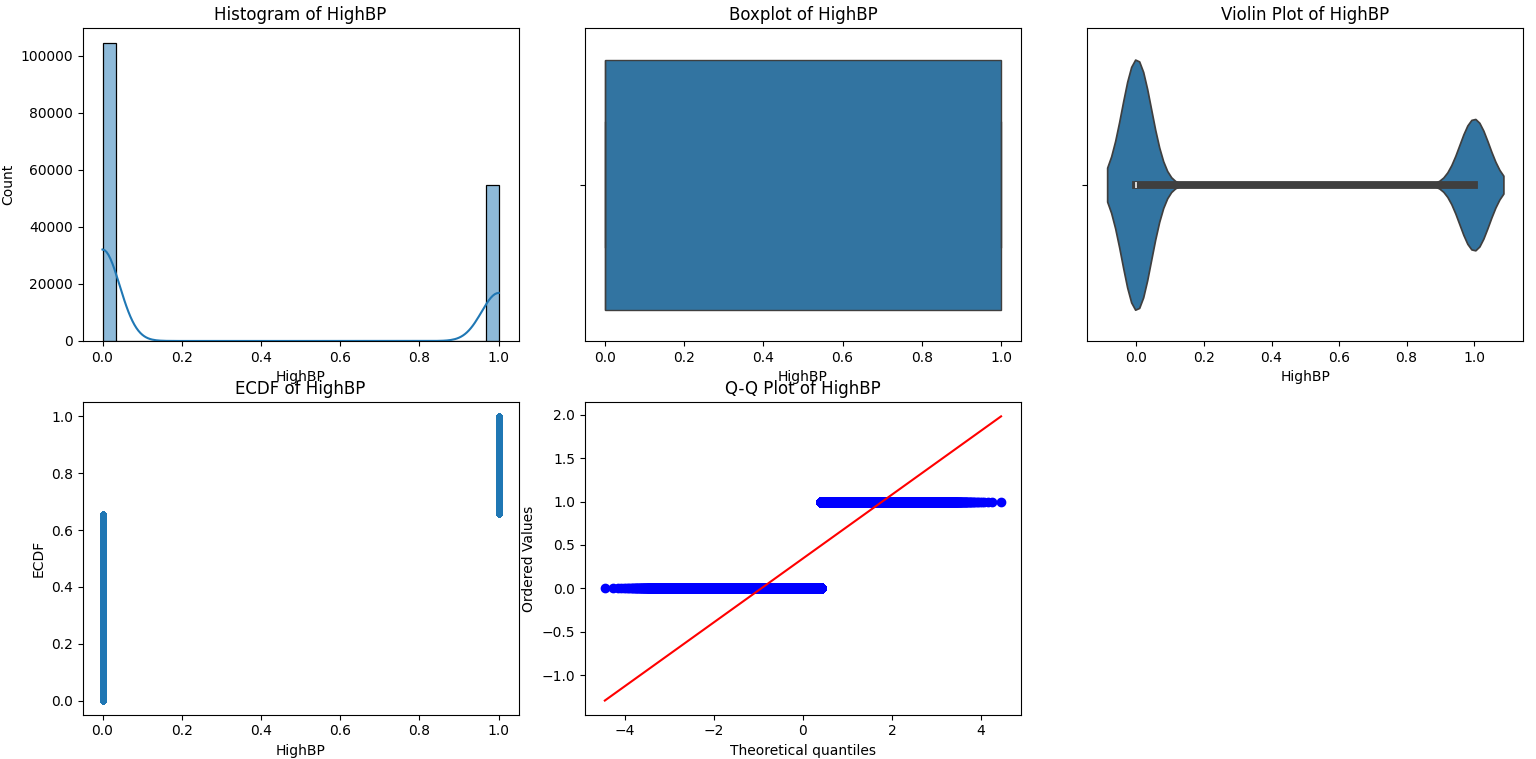 Histogram of HighBP
100000
80000
60000
40000
20000
0
Count
0.0 0.2 0.4 0.6 0.8 1.0
HighBP
Boxplot of HighBP
0.0 0.2 0.4 0.6 0.8 1.0
HighBP
Violin Plot of HighBP
0.0 0.2 0.4 0.6 0.8 1.0
HighBP
ECDF of HighBP
1.0
0.8
0.6
0.4
0.2
0.0
ECDF
0.0 0.2 0.4 0.6 0.8 1.0
HighBP
Q-Q Plot of HighBP
2.0
1.5
1.0
0.5
0.0
−0.5
−1.0
Ordered Values
−4 −2 0 2 4
Theoretical quantiles